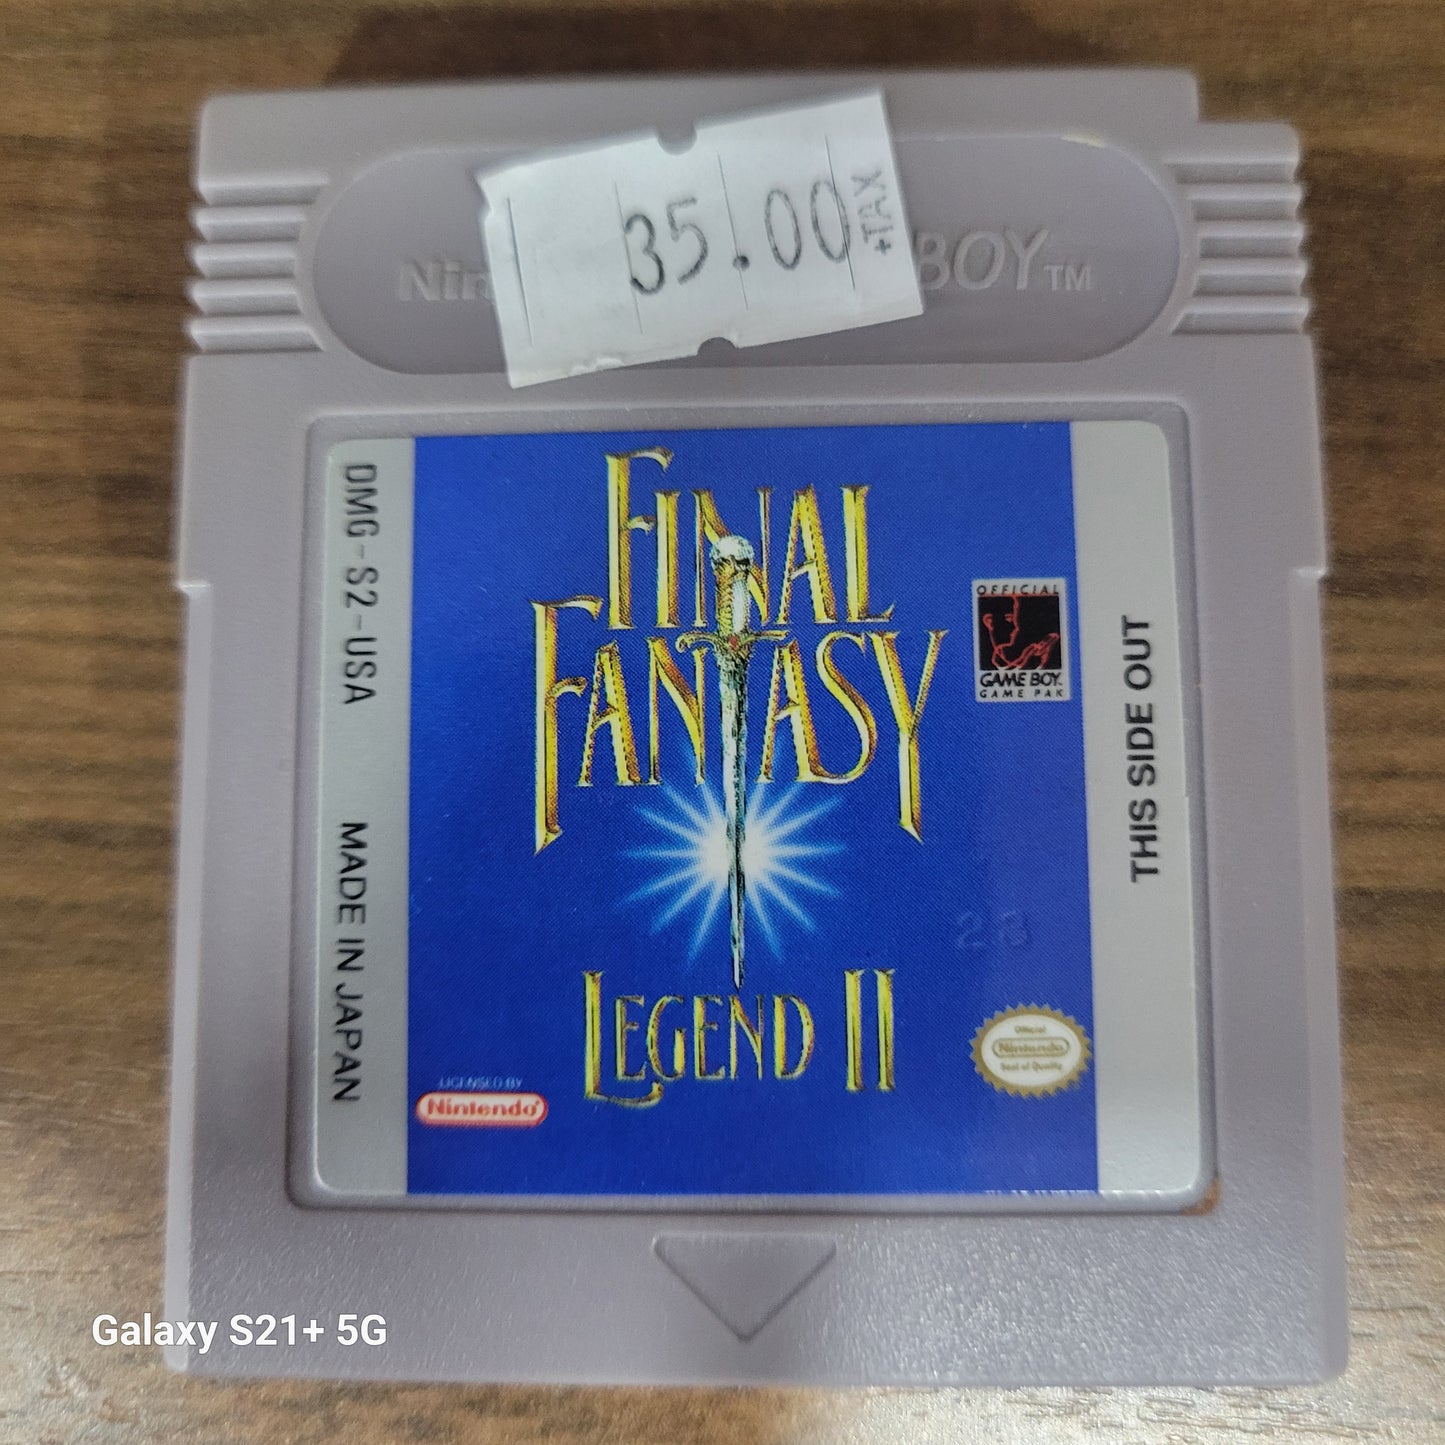 35.00
+TAX
Nin
BOY™
DMG-S2-USA
MADE IN JAPAN
FINAL
FANTASY
LEGEND II
OFFICIAL
GAME BOY
GAME PAK
THIS SIDE OUT
LICENSED BY
Nintendo®
Official
Nintendo
Seal of Quality
Galaxy S21+ 5G